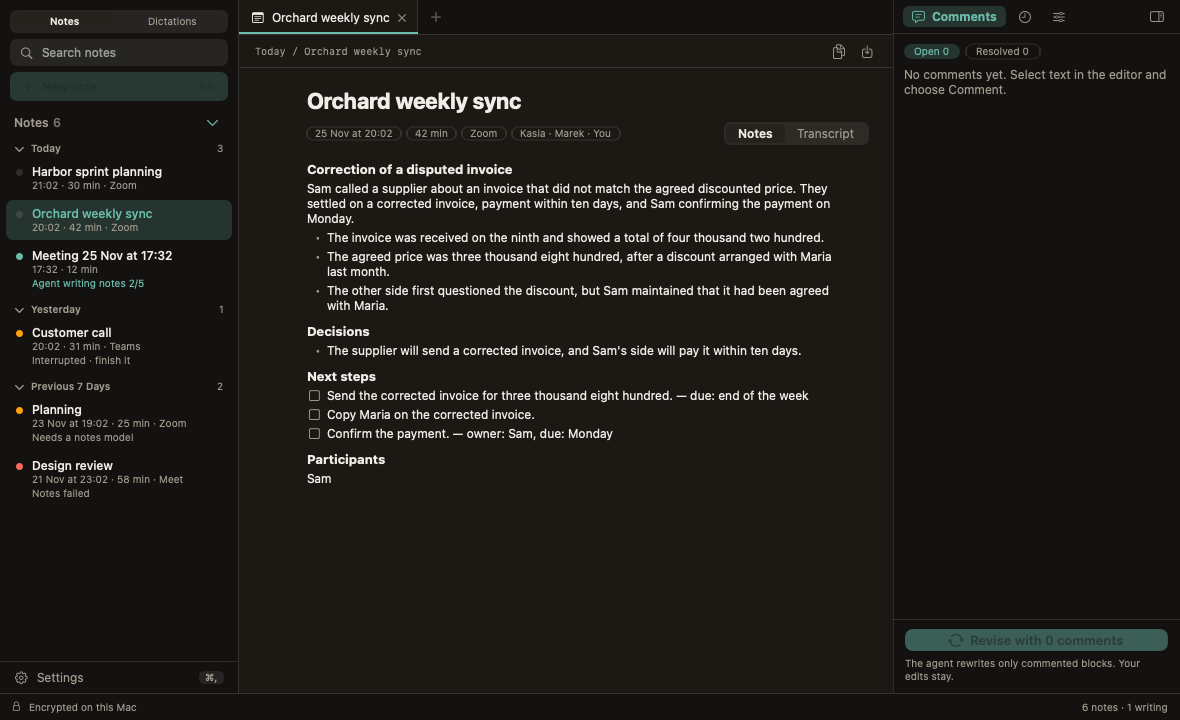 Notes
Dictations
Search notes
New note ⌘N
Notes 6
Today 3
Harbor sprint planning
21:02 · 30 min · Zoom
Orchard weekly sync
20:02 · 42 min · Zoom
Meeting 25 Nov at 17:32
17:32 · 12 min
Agent writing notes 2/5
Yesterday 1
Customer call
20:02 · 31 min · Teams
Interrupted · finish it
Previous 7 Days 2
Planning
23 Nov at 19:02 · 25 min · Zoom
Needs a notes model
Design review
21 Nov at 23:02 · 58 min · Meet
Notes failed
Settings ⌘,
Encrypted on this Mac
Orchard weekly sync
Today / Orchard weekly sync
Orchard weekly sync
25 Nov at 20:02 42 min Zoom Kasia · Marek · You
Notes Transcript
Correction of a disputed invoice
Sam called a supplier about an invoice that did not match the agreed discounted price. They
settled on a corrected invoice, payment within ten days, and Sam confirming the payment on
Monday.
• The invoice was received on the ninth and showed a total of four thousand two hundred.
• The agreed price was three thousand eight hundred, after a discount arranged with Maria
last month.
• The other side first questioned the discount, but Sam maintained that it had been agreed
with Maria.
Decisions
• The supplier will send a corrected invoice, and Sam's side will pay it within ten days.
Next steps
Send the corrected invoice for three thousand eight hundred. — due: end of the week
Copy Maria on the corrected invoice.
Confirm the payment. — owner: Sam, due: Monday
Participants
Sam
Comments
Open 0 Resolved 0
No comments yet. Select text in the editor and
choose Comment.
Revise with 0 comments
The agent rewrites only commented blocks. Your
edits stay.
6 notes · 1 writing